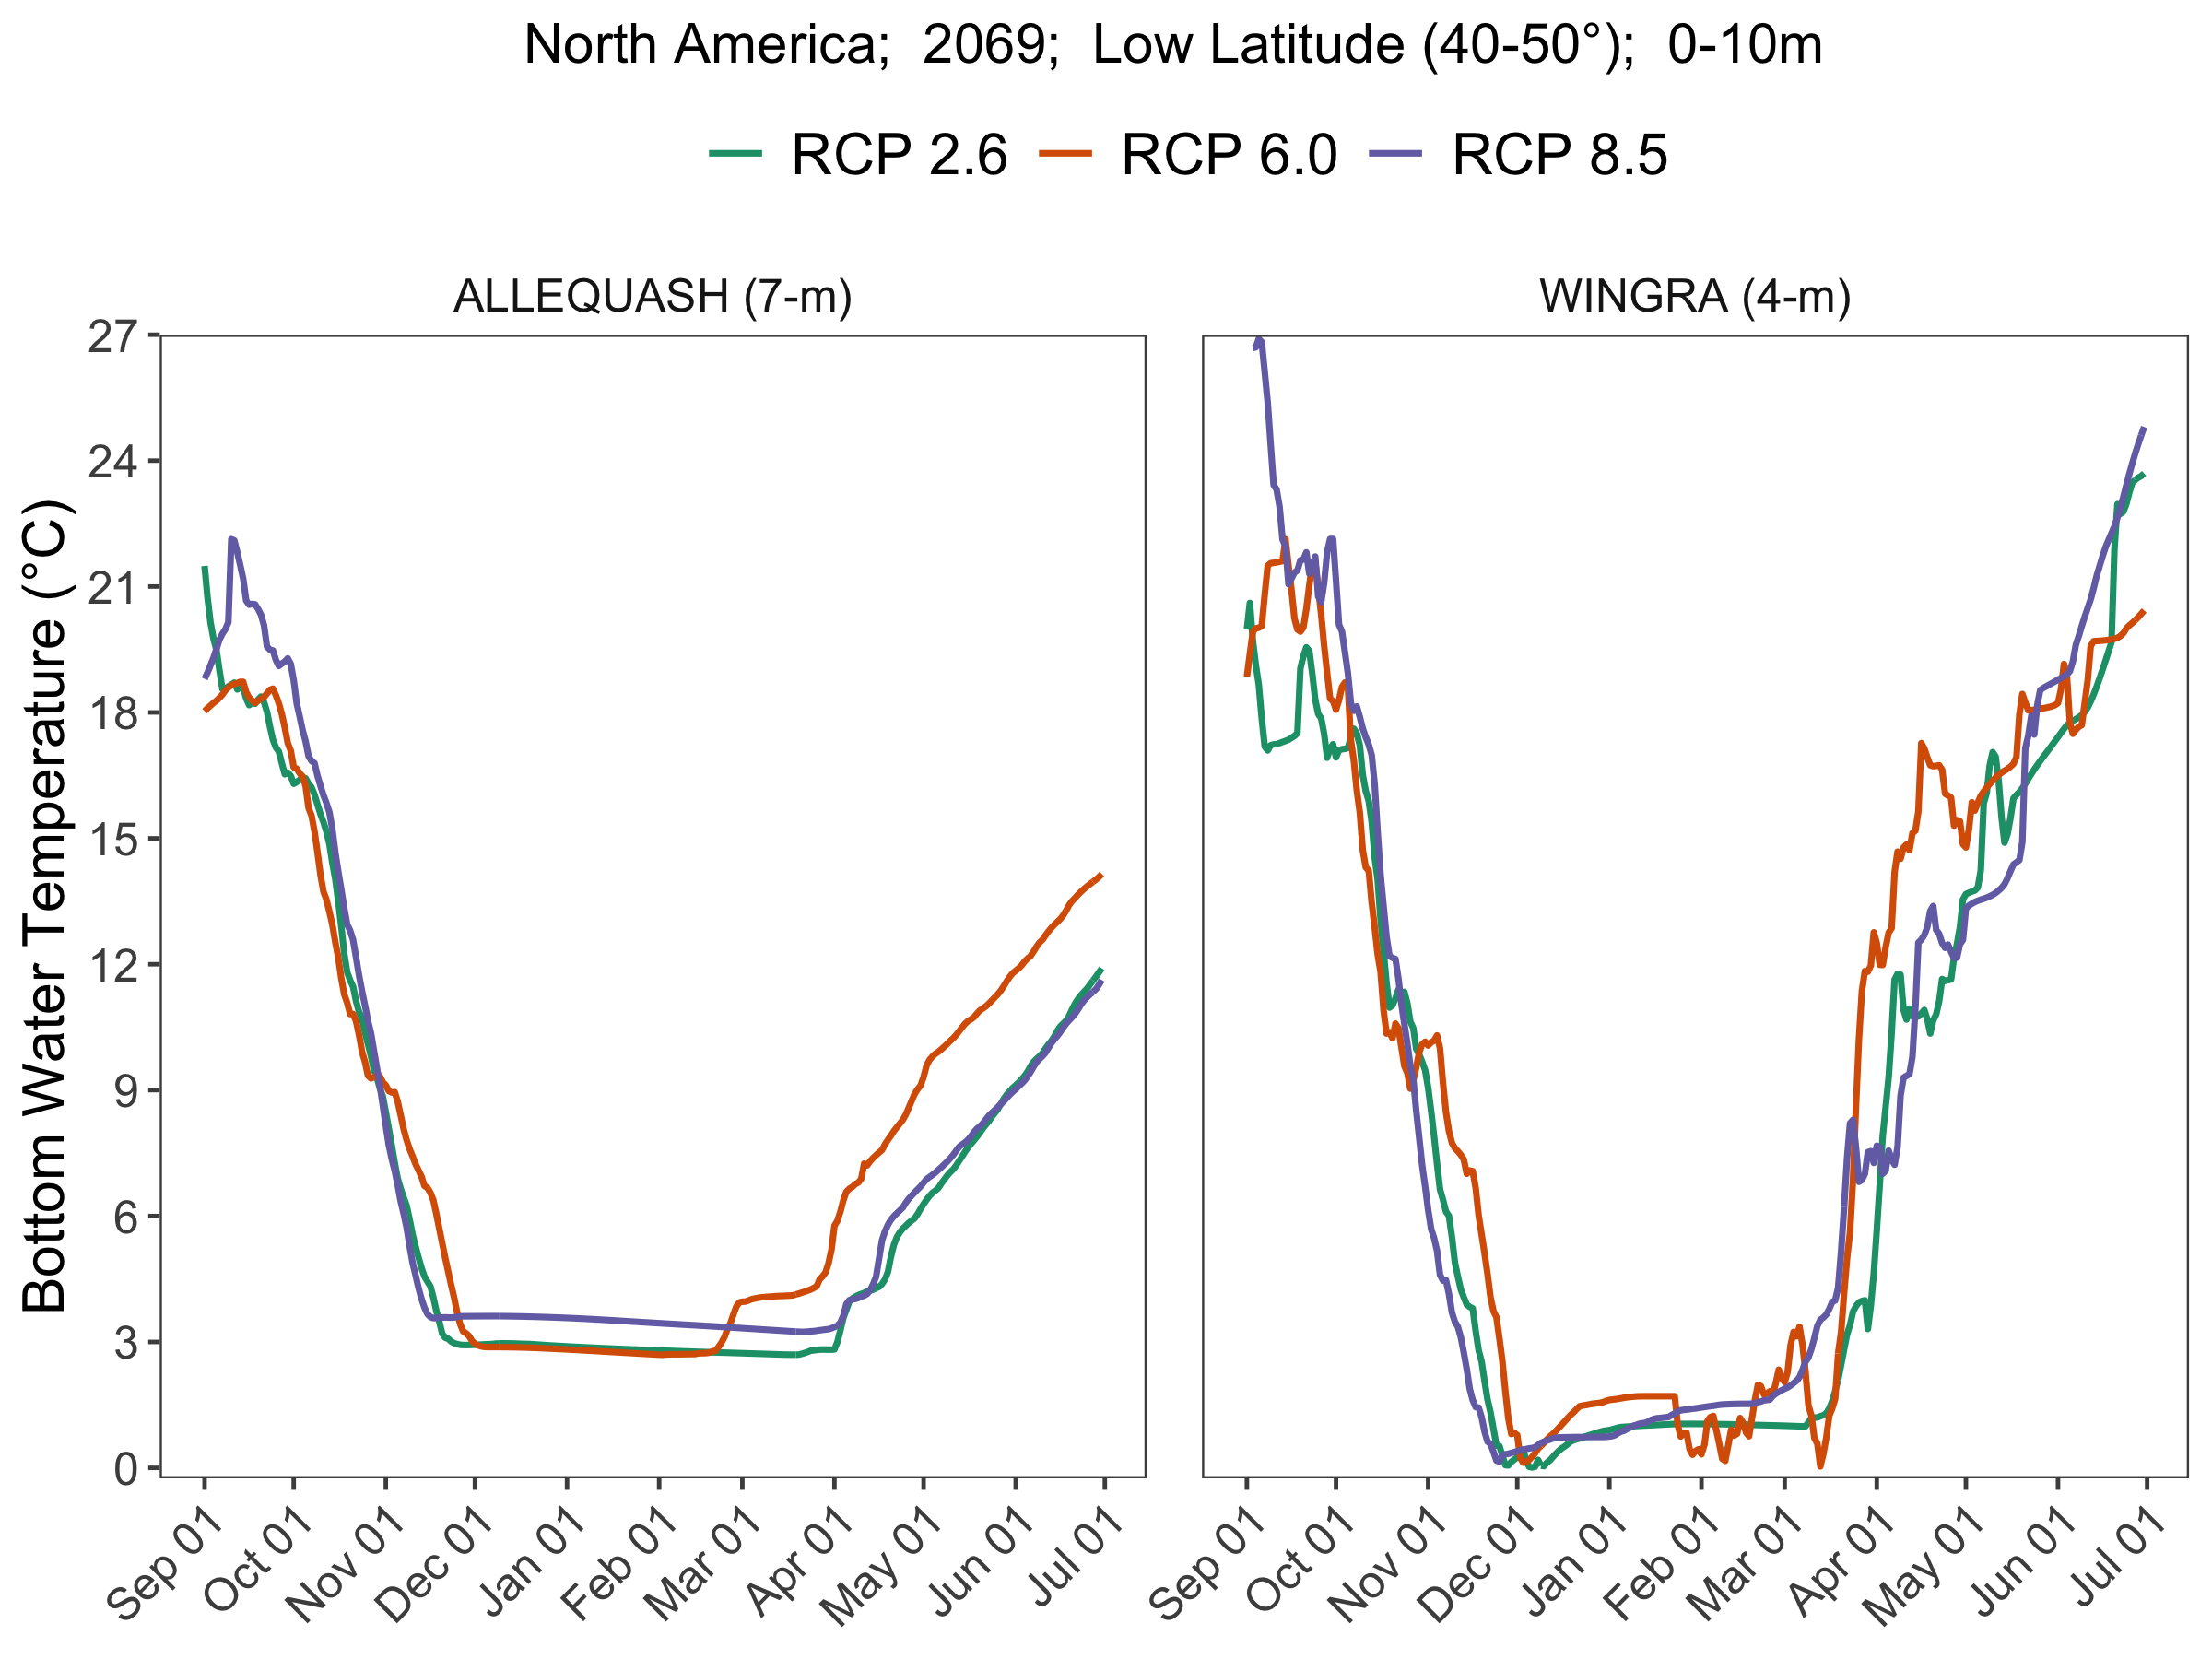 North America;  2069;  Low Latitude (40-50°);  0-10m
RCP 2.6 RCP 6.0 RCP 8.5
ALLEQUASH (7-m)
WINGRA (4-m)
Bottom Water Temperature (°C)
27
24
21
18
15
12
9
6
3
0
Sep 01 Oct 01 Nov 01 Dec 01 Jan 01 Feb 01 Mar 01 Apr 01 May 01 Jun 01 Jul 01
Sep 01 Oct 01 Nov 01 Dec 01 Jan 01 Feb 01 Mar 01 Apr 01 May 01 Jun 01 Jul 01